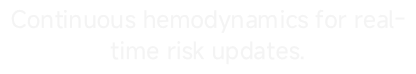 Continuous hemodynamics for real-
time risk updates.